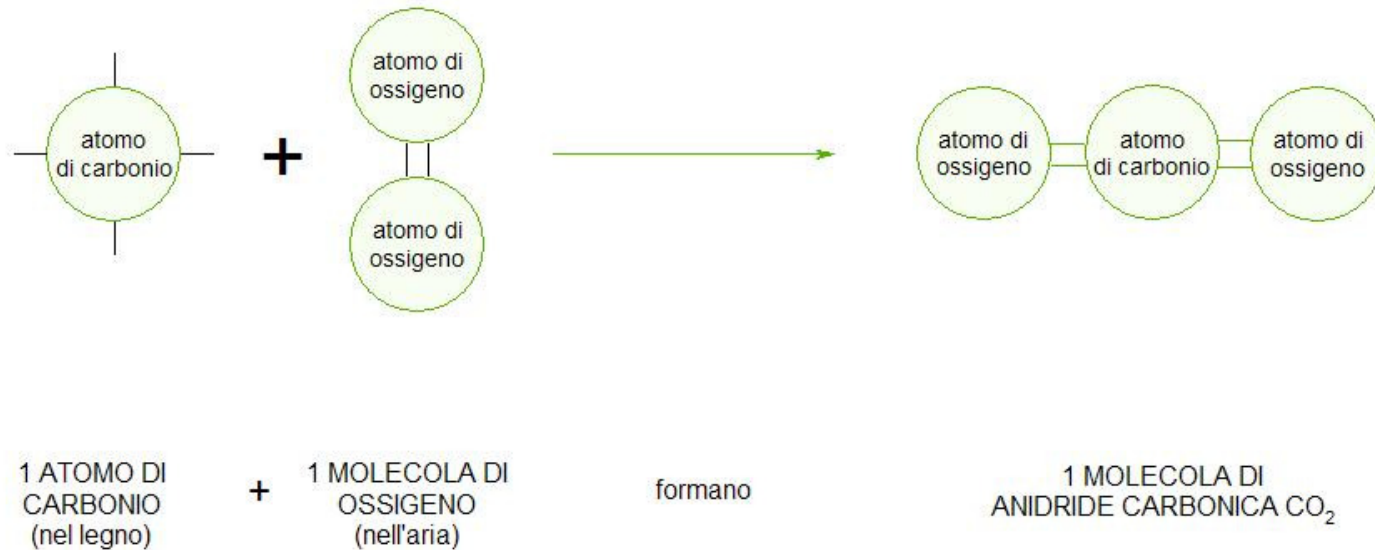 atomo
di carbonio
+
atomo di
ossigeno
atomo di
ossigeno
atomo di
ossigeno
atomo
di carbonio
atomo di
ossigeno
1 ATOMO DI
CARBONIO
(nel legno)
+
1 MOLECOLA DI
OSSIGENO
(nell'aria)
formano
1 MOLECOLA DI
ANIDRIDE CARBONICA CO₂